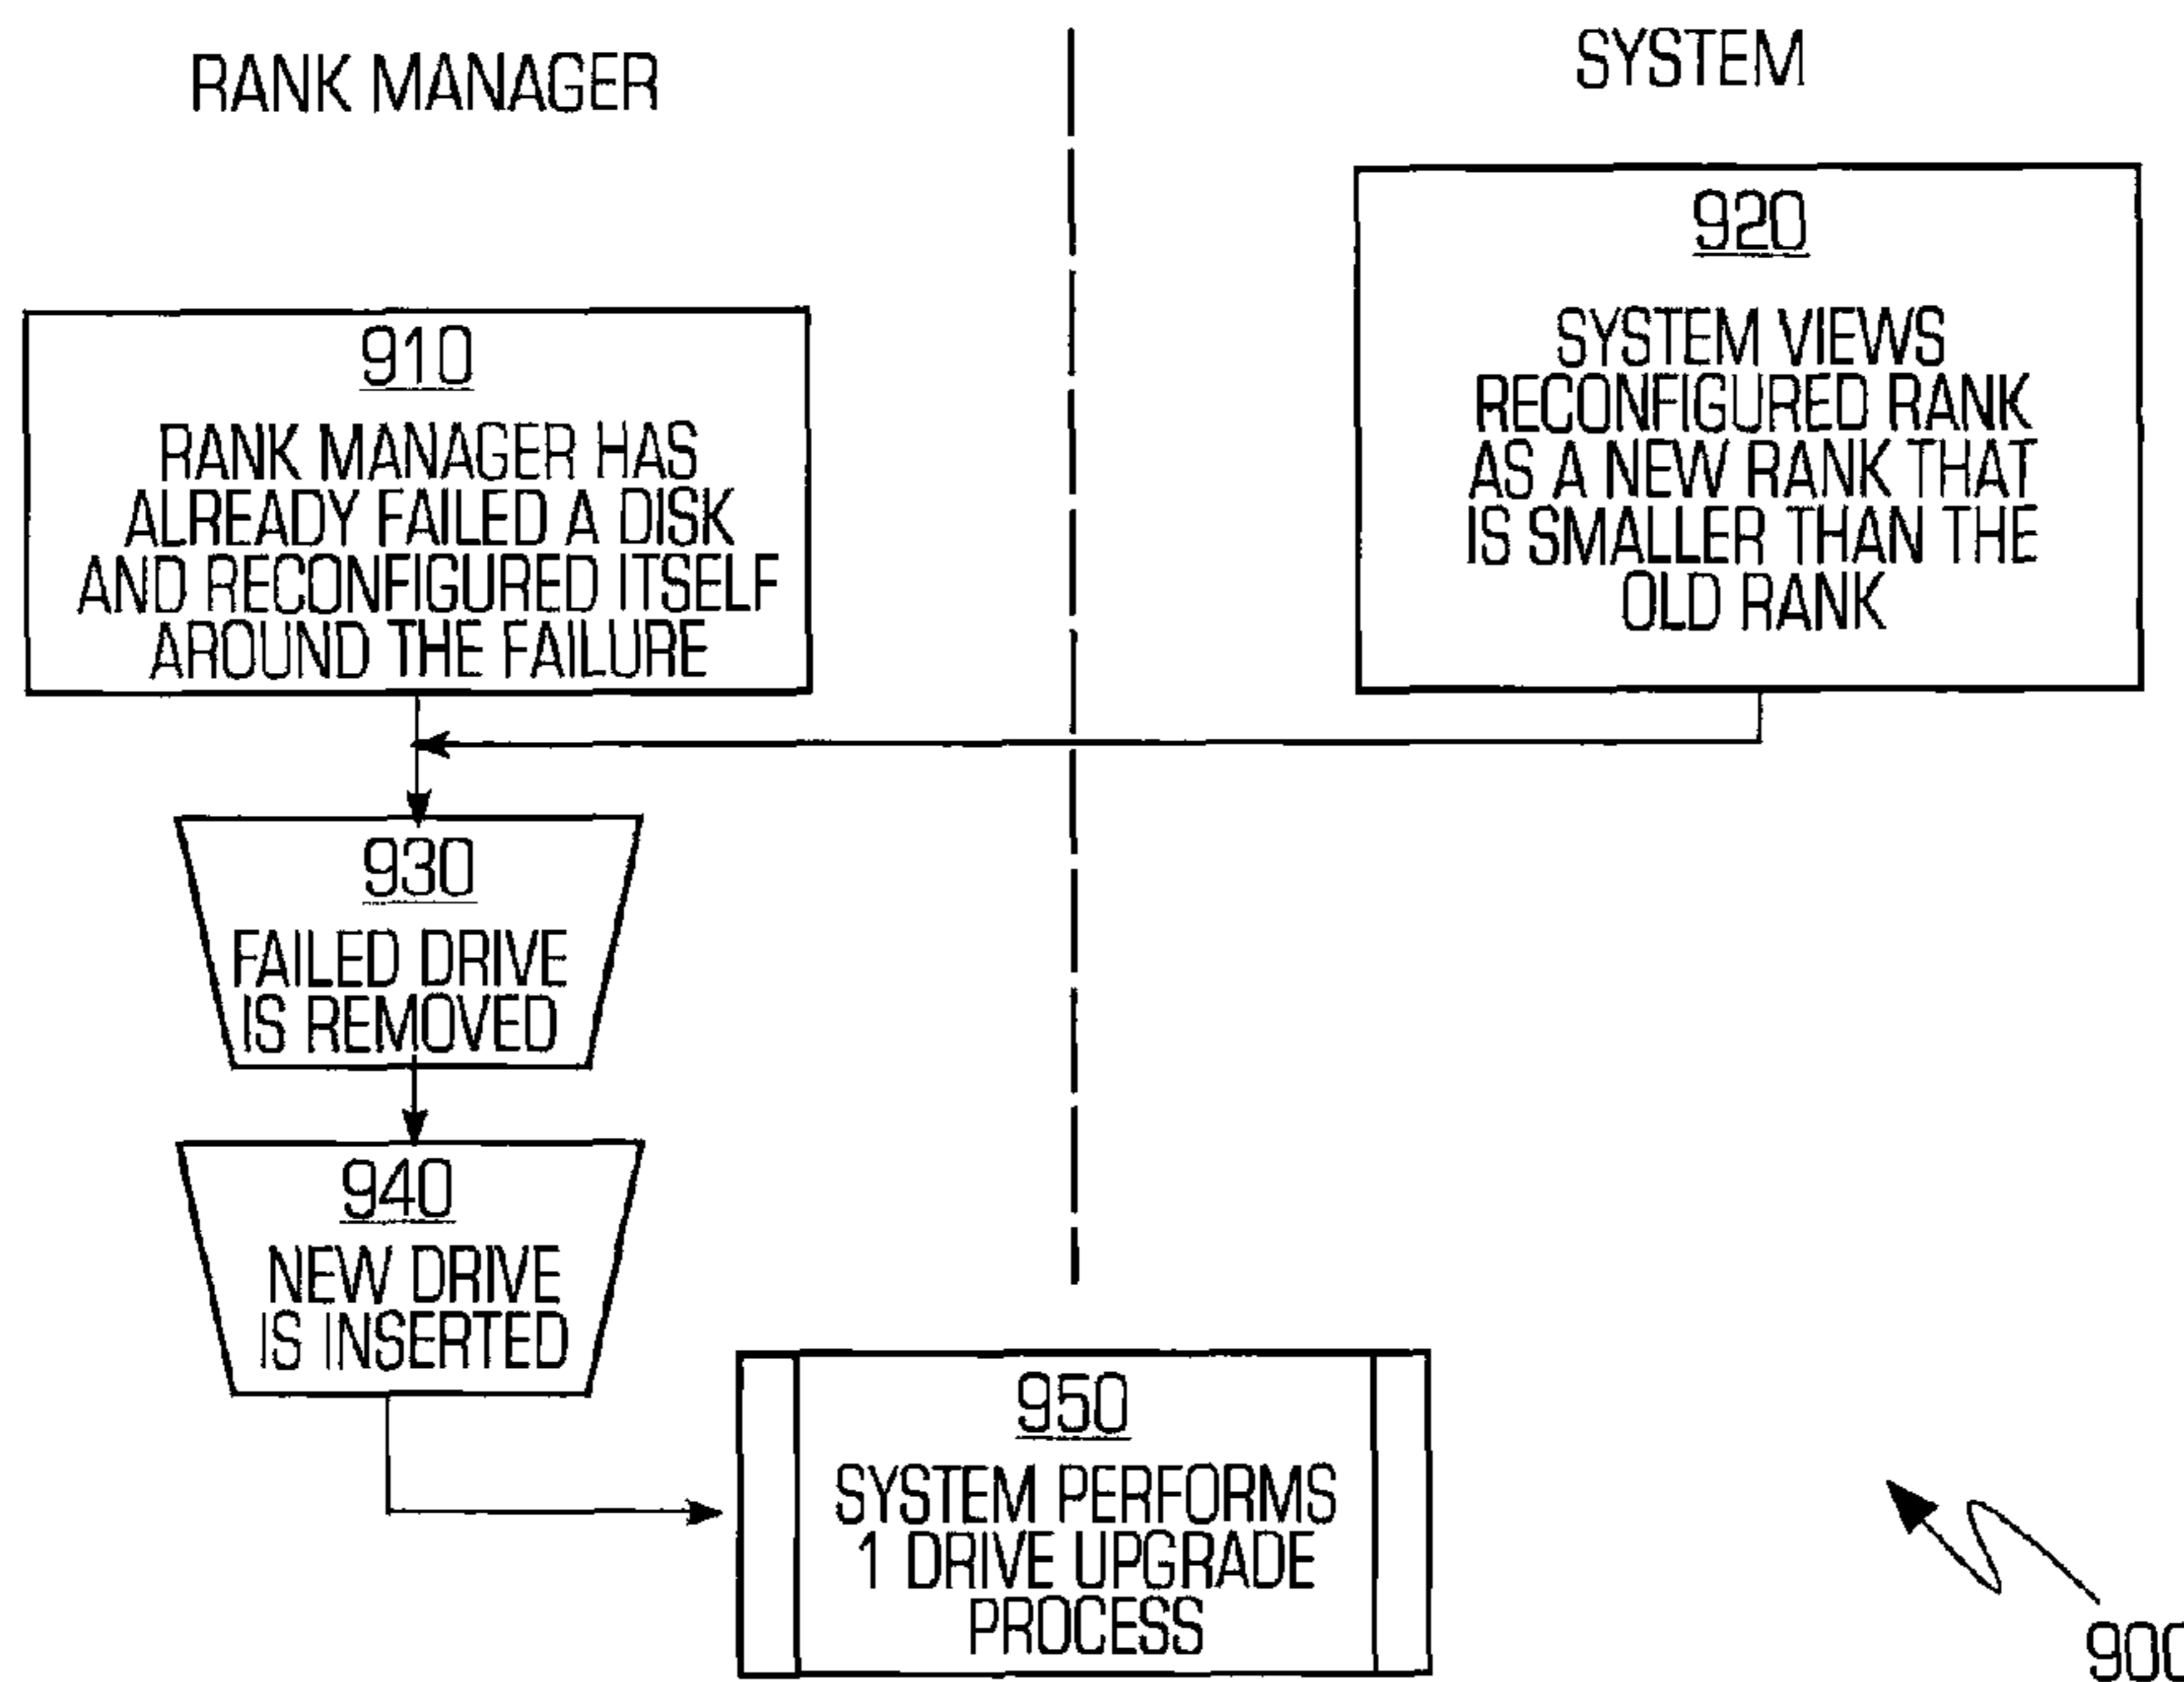 RANK MANAGER
SYSTEM
910
RANK MANAGER HAS
ALREADY FAILED A DISK
AND RECONFIGURED ITSELF
AROUND THE FAILURE
920
SYSTEM VIEWS
RECONFIGURED RANK
AS A NEW RANK THAT
IS SMALLER THAN THE
OLD RANK
930
FAILED DRIVE
IS REMOVED
940
NEW DRIVE
IS INSERTED
950
SYSTEM PERFORMS
1 DRIVE UPGRADE
PROCESS
900